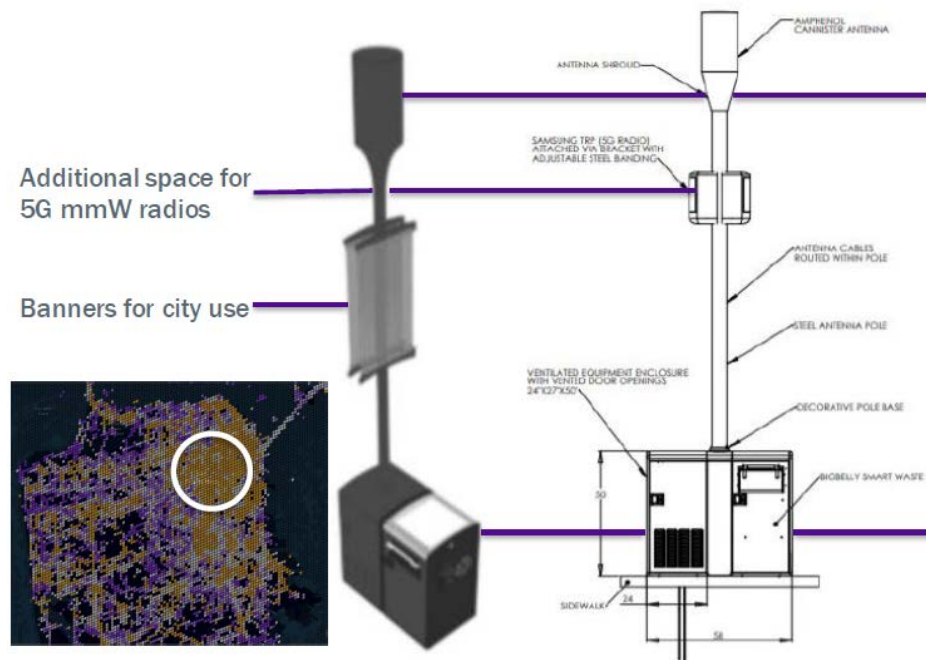 AMPHENOL
CANNISTER ANTENNA
ANTENNA SHROUD
SAMSUNG TRP (5G RADIO)
ATTACHED VIA BRACKET WITH
ADJUSTABLE STEEL BANDING
Additional space for
5G mmW radios
ANTENNA CABLES
ROUTED WITHIN POLE
Banners for city use
STEEL ANTENNA POLE
VENTILATED EQUIPMENT ENCLOSURE
WITH VENTED DOOR OPENINGS
24"X27"X50"
DECORATIVE POLE BASE
BIGBELLY SMART WASTE
50
SIDEWALK
24
58